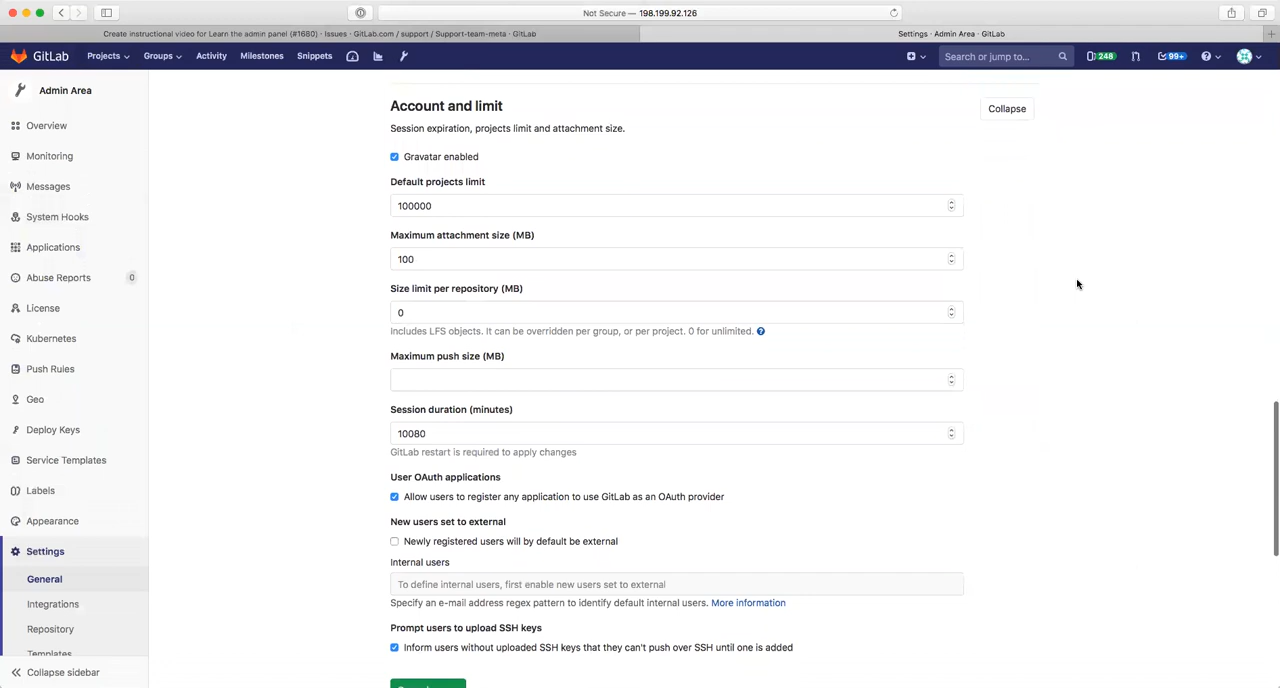 Not Secure — 198.199.92.126
Create instructional video for Learn the admin panel (#1680) · Issues · GitLab.com / support / Support-team-meta · GitLab
Settings · Admin Area · GitLab
GitLab Projects Groups Activity Milestones Snippets Search or jump to... 248 99+
Admin Area
Overview
Monitoring
Messages
System Hooks
Applications
Abuse Reports 0
License
Kubernetes
Push Rules
Geo
Deploy Keys
Service Templates
Labels
Appearance
Settings
General
Integrations
Repository
Templates
Collapse sidebar
Account and limit
Collapse
Session expiration, projects limit and attachment size.
Gravatar enabled
Default projects limit
100000
Maximum attachment size (MB)
100
Size limit per repository (MB)
0
Includes LFS objects. It can be overridden per group, or per project. 0 for unlimited.
Maximum push size (MB)
Session duration (minutes)
10080
GitLab restart is required to apply changes
User OAuth applications
Allow users to register any application to use GitLab as an OAuth provider
New users set to external
Newly registered users will by default be external
Internal users
To define internal users, first enable new users set to external
Specify an e-mail address regex pattern to identify default internal users. More information
Prompt users to upload SSH keys
Inform users without uploaded SSH keys that they can't push over SSH until one is added